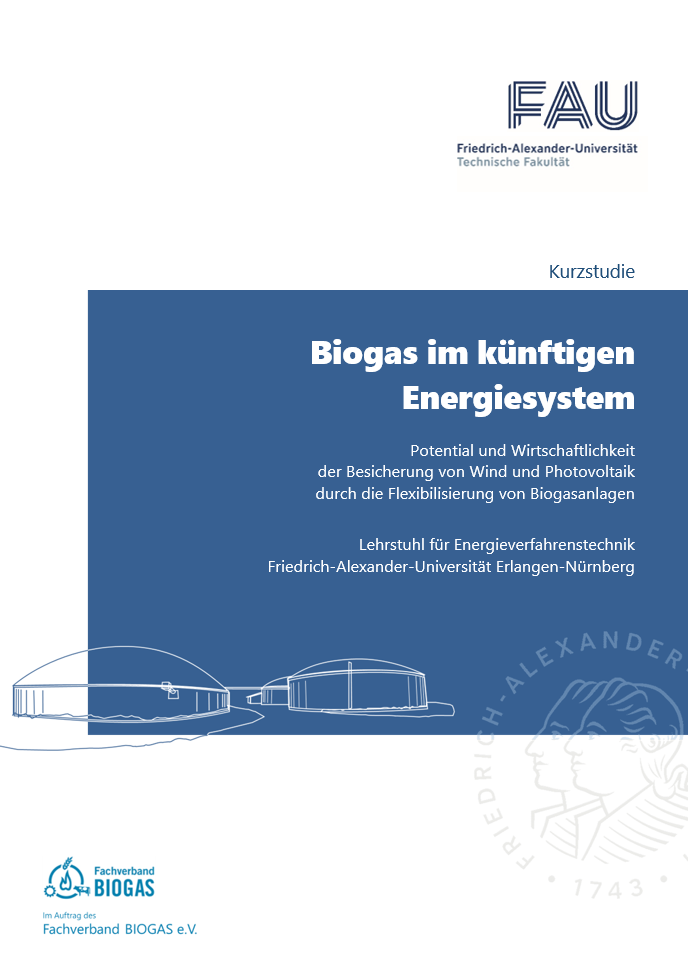 FAU
Friedrich-Alexander-Universität
Technische Fakultät
Kurzstudie
Biogas im künftigen
Energiesystem
Potential und Wirtschaftlichkeit
der Besicherung von Wind und Photovoltaik
durch die Flexibilisierung von Biogasanlagen
Lehrstuhl für Energieverfahrenstechnik
Friedrich-Alexander-Universität Erlangen-Nürnberg
FRIEDRICH-ALEXANDER
• 1743 •
Fachverband
BIOGAS
Im Auftrag des
Fachverband BIOGAS e.V.